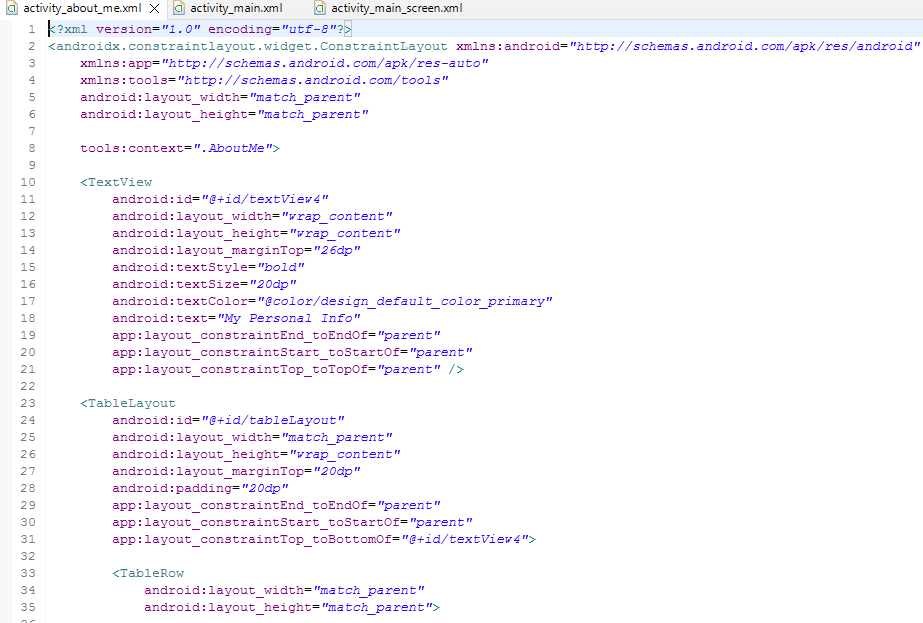 activity_about_me.xml activity_main.xml activity_main_screen.xml
1 <?xml version="1.0" encoding="utf-8"?>
2 <androidx.constraintlayout.widget.ConstraintLayout xmlns:android="http://schemas.android.com/apk/res/android"
3 xmlns:app="http://schemas.android.com/apk/res-auto"
4 xmlns:tools="http://schemas.android.com/tools"
5 android:layout_width="match_parent"
6 android:layout_height="match_parent"
7
8 tools:context=".AboutMe">
9
10 <TextView
11 android:id="@+id/textView4"
12 android:layout_width="wrap_content"
13 android:layout_height="wrap_content"
14 android:layout_marginTop="26dp"
15 android:textStyle="bold"
16 android:textSize="20dp"
17 android:textColor="@color/design_default_color_primary"
18 android:text="My Personal Info"
19 app:layout_constraintEnd_toEndOf="parent"
20 app:layout_constraintStart_toStartOf="parent"
21 app:layout_constraintTop_toTopOf="parent" />
22
23 <TableLayout
24 android:id="@+id/tableLayout"
25 android:layout_width="match_parent"
26 android:layout_height="wrap_content"
27 android:layout_marginTop="20dp"
28 android:padding="20dp"
29 app:layout_constraintEnd_toEndOf="parent"
30 app:layout_constraintStart_toStartOf="parent"
31 app:layout_constraintTop_toBottomOf="@+id/textView4">
32
33 <TableRow
34 android:layout_width="match_parent"
35 android:layout_height="match_parent">